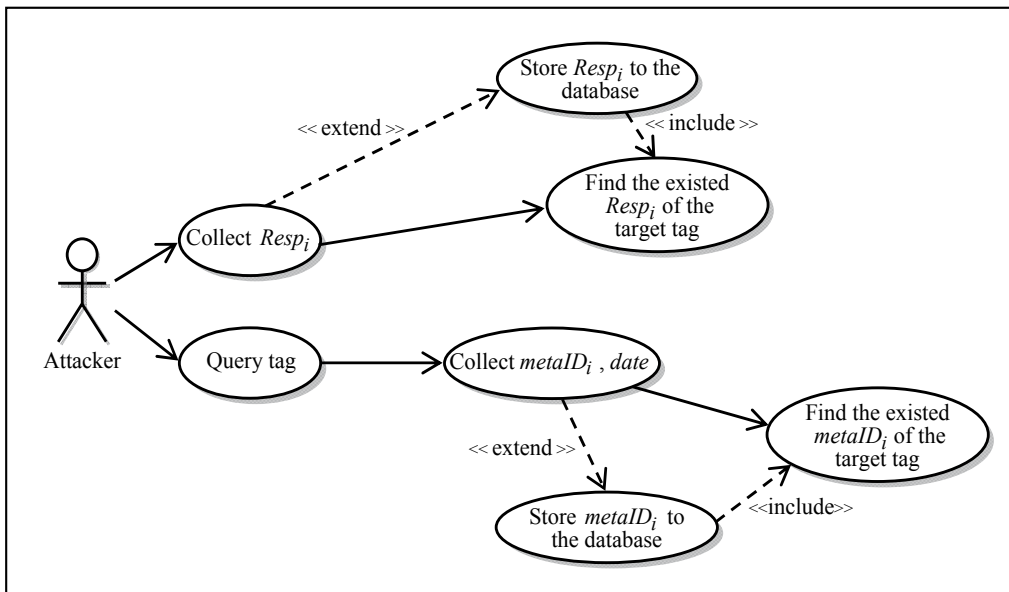 Store Resp_i to the
database
<< extend >>
<< include >>
Find the existed
Resp_i of the
target tag
Collect Resp_i
Attacker
Query tag
Collect metaID_i , date
Find the existed
metaID_i of the
target tag
<< extend >>
Store metaID_i to
the database
<<include>>